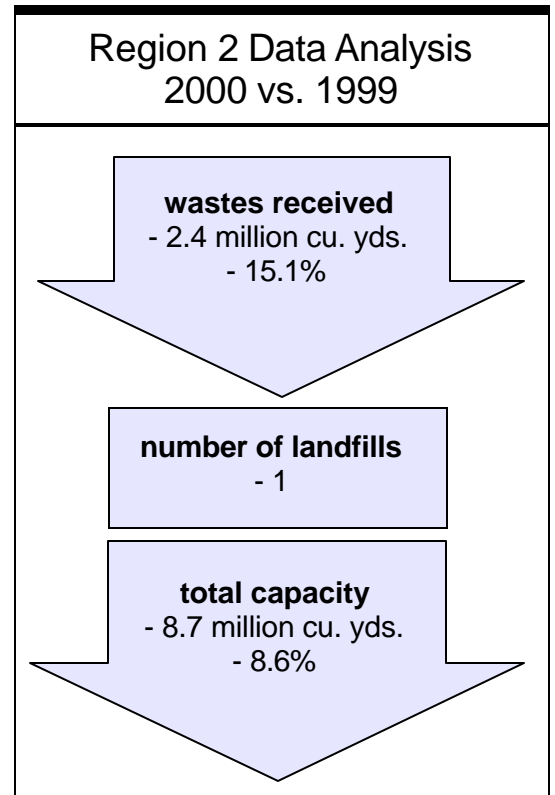 Region 2 Data Analysis
2000 vs. 1999
wastes received
- 2.4 million cu. yds.
- 15.1%
number of landfills
- 1
total capacity
- 8.7 million cu. yds.
- 8.6%